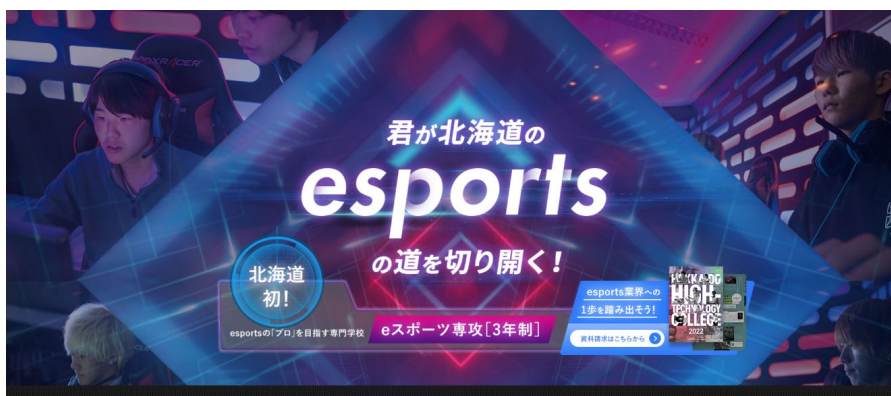 君が北海道の
esports
の道を切り開く!
北海道
初!
esportsの「プロ」を目指す専門学校
eスポーツ専攻[3年制]
esports業界への
1歩を踏み出そう!
資料請求はこちらから
HOKKAIDO
HIGH-
TECHNOLOGY
COLLEGE
2022